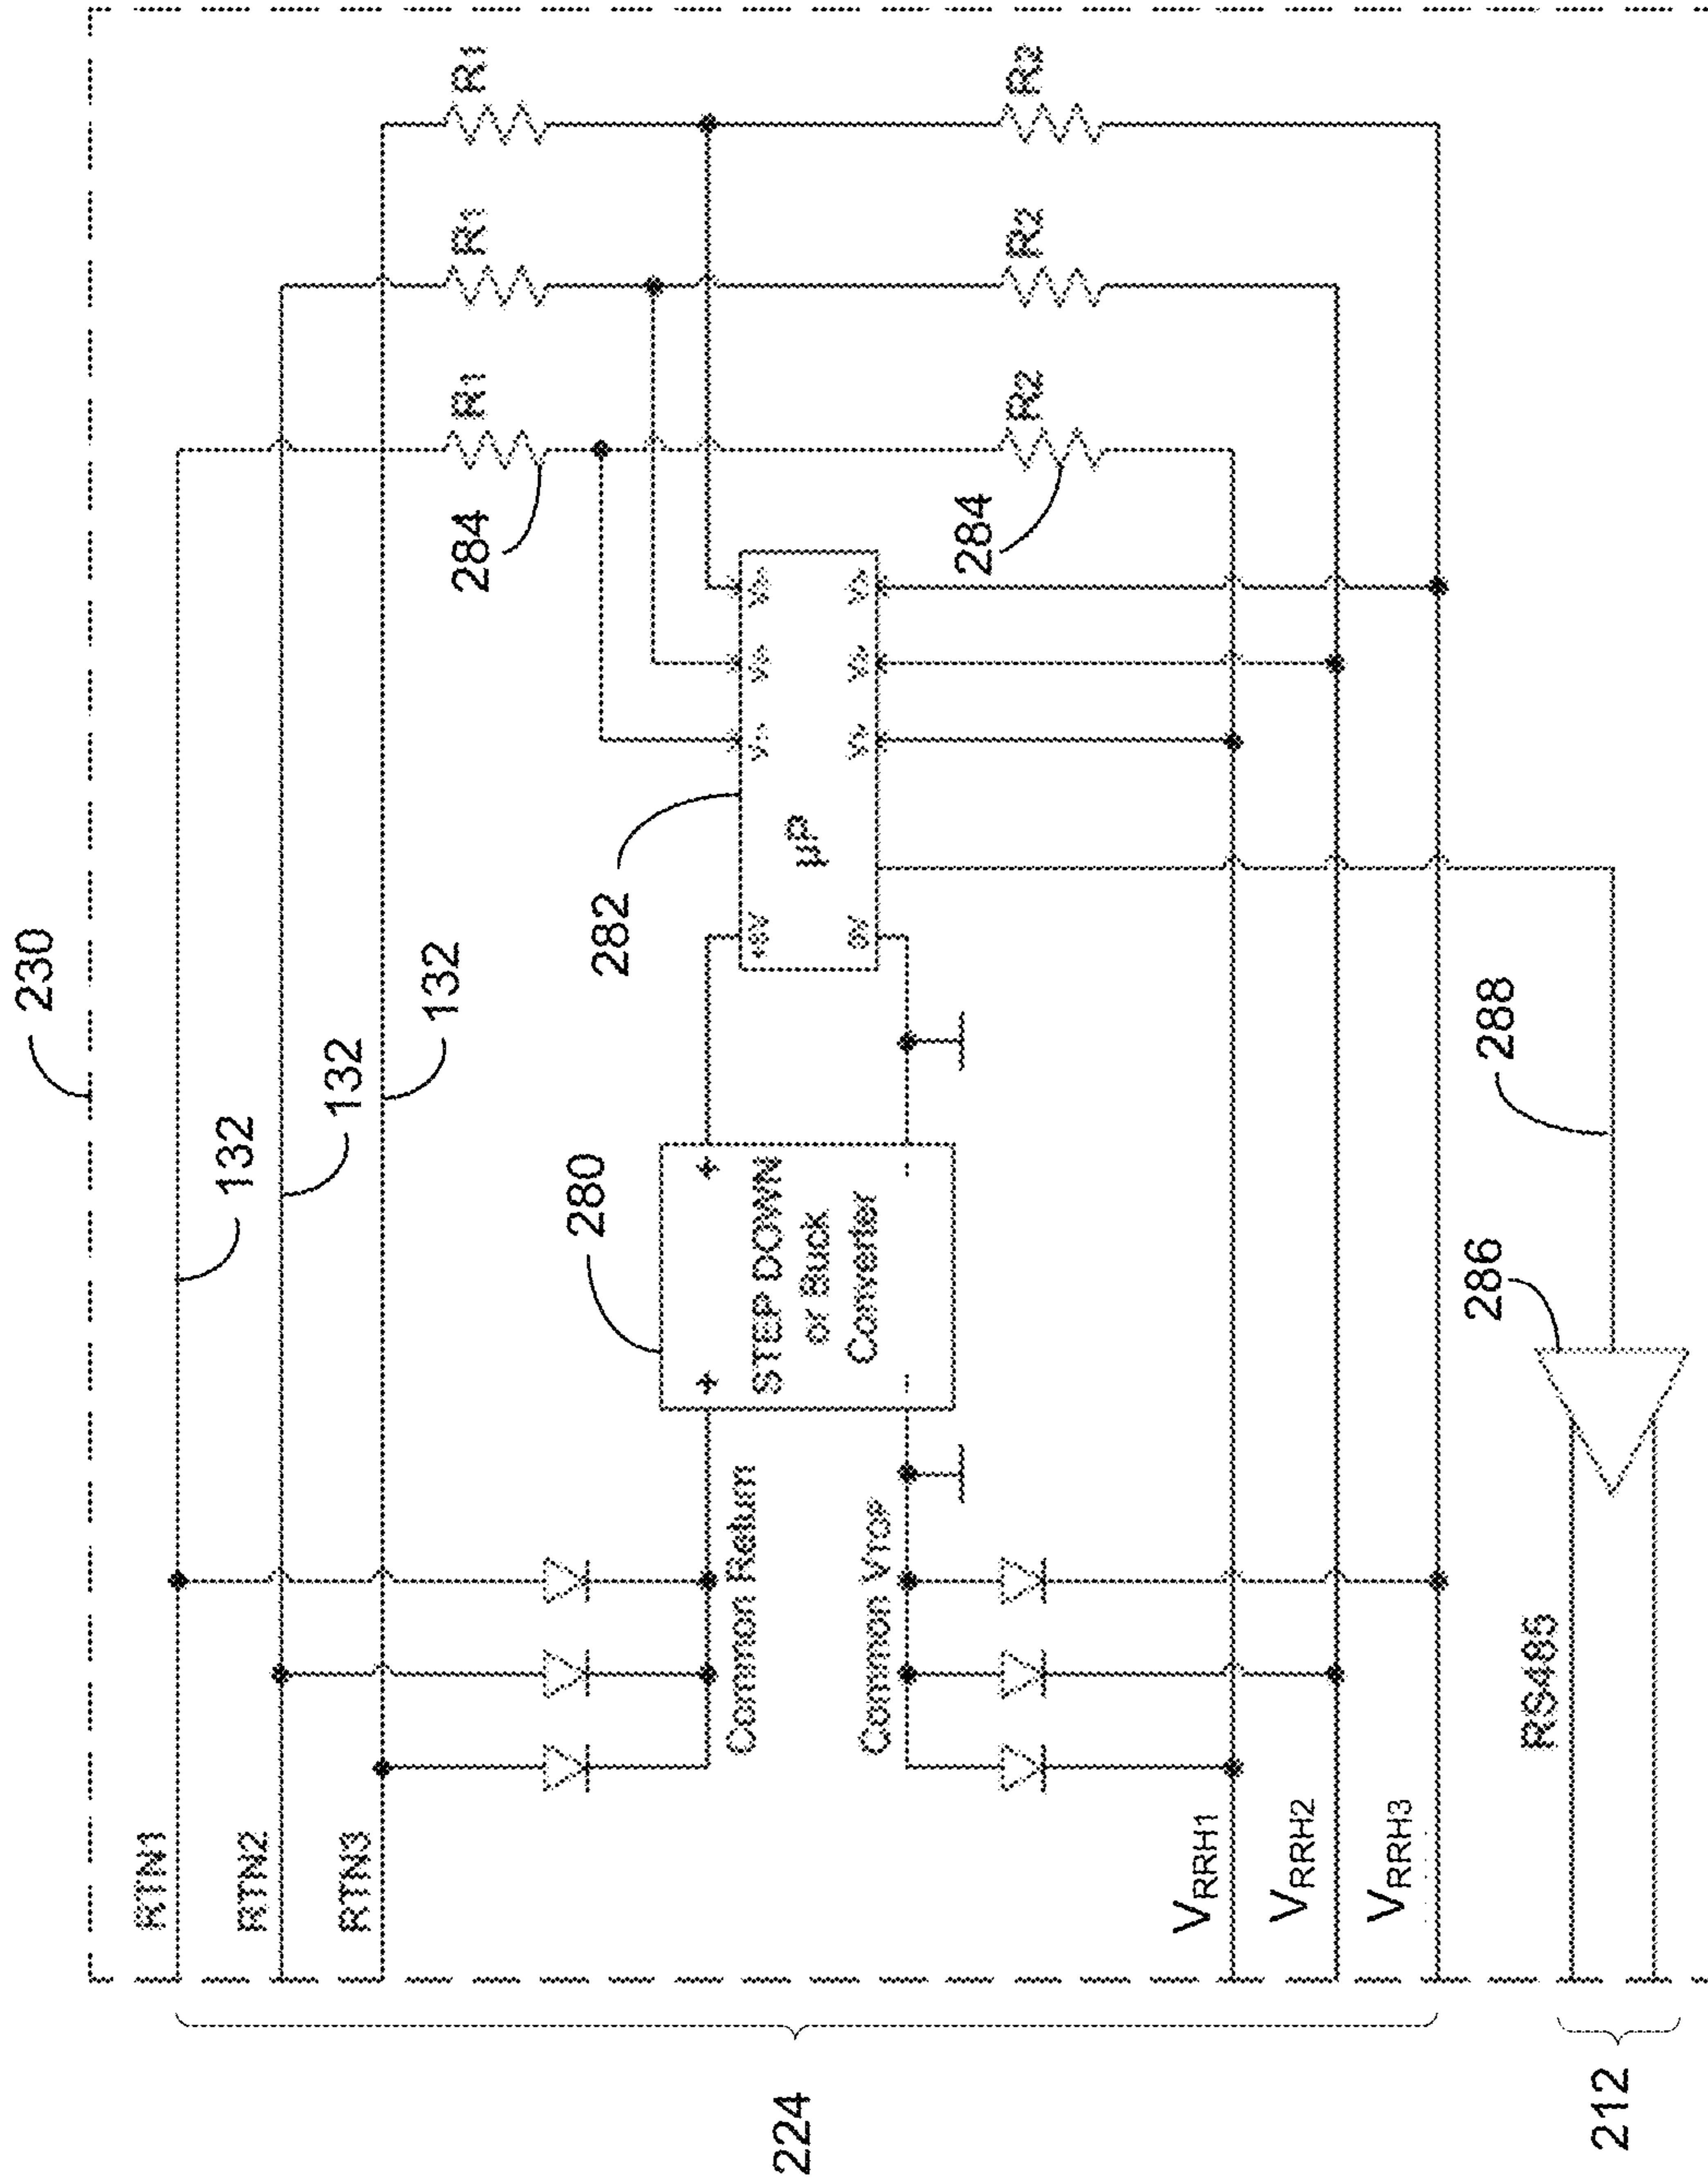 230
RTN1
132
R1
R1
R1
RTN2
132
RTN3
132
284
280
282
+
+
STEP DOWN
or Buck
Converter
-
-
Common Return
Common VTOP
µP
284
R2
R2
R2
224
VRRH1
VRRH2
VRRH3
288
286
RS485
212